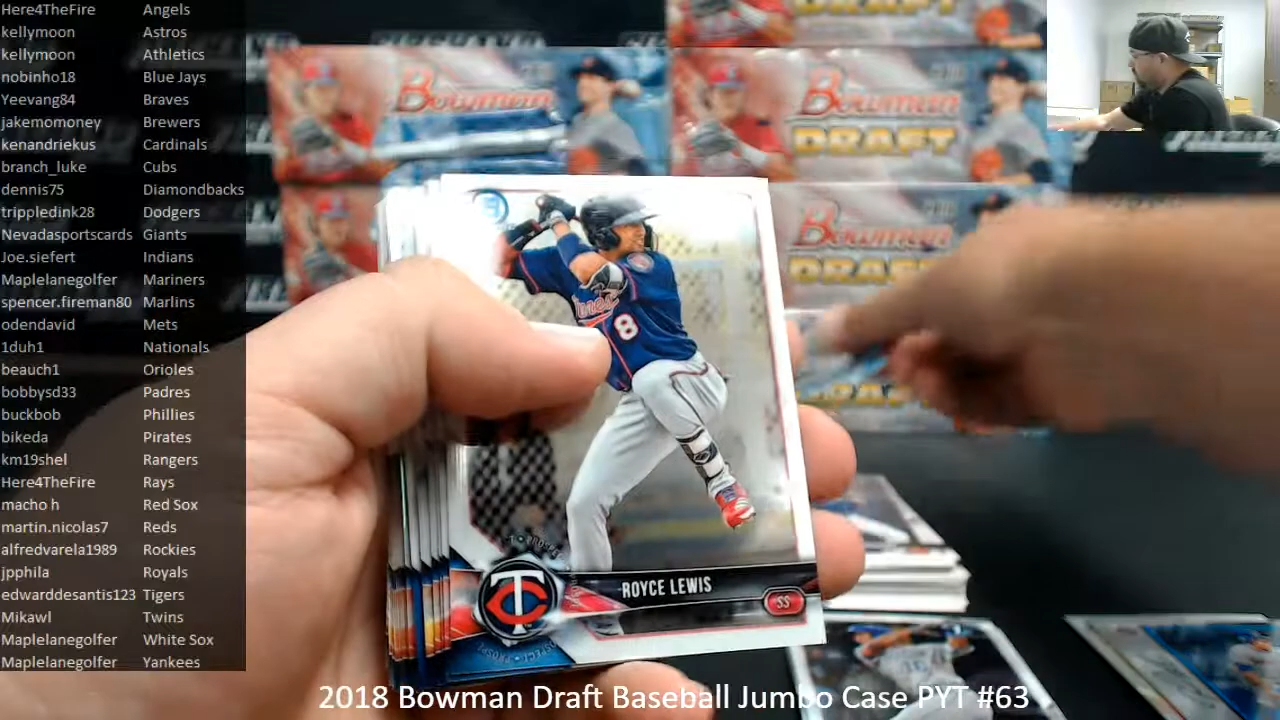 Here4TheFire Angels
kellymoon Astros
kellymoon Athletics
nobinho18 Blue Jays
Yeevang84 Braves
jakemomoney Brewers
kenandriekus Cardinals
branch_luke Cubs
dennis75 Diamondbacks
trippledink28 Dodgers
Nevadasportscards Giants
Joe.siefert Indians
Maplelanegolfer Mariners
spencer.fireman80 Marlins
odendavid Mets
1duh1 Nationals
beauch1 Orioles
bobbysd33 Padres
buckbob Phillies
bikeda Pirates
km19shel Rangers
Here4TheFire Rays
macho h Red Sox
martin.nicolas7 Reds
alfredvarela1989 Rockies
jpphila Royals
edwarddesantis123 Tigers
Mikawl Twins
Maplelanegolfer White Sox
Maplelanegolfer Yankees
Bowman
Bowman
DRAFT
Bowman
DRAFT
8
TC
ROYCE LEWIS
SS
2018 Bowman Draft Baseball Jumbo Case PYT #63